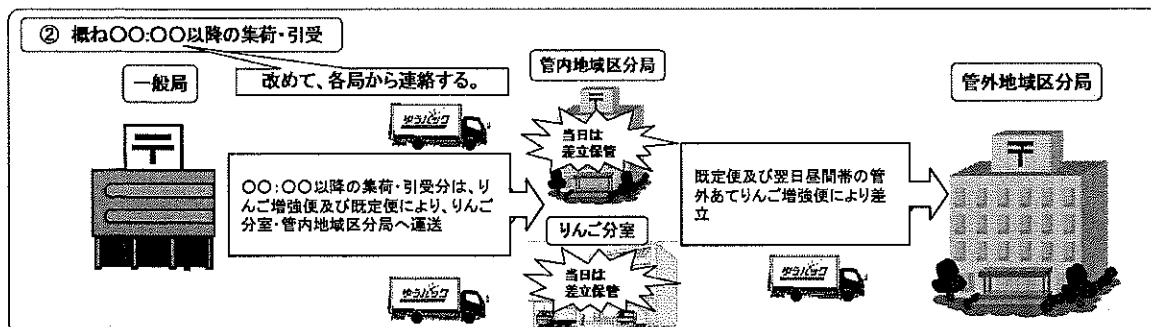 ② 概ね〇〇:〇〇以降の集荷・引受
改めて、各局から連絡する。
一般局
管内地域区分局
管外地域区分局
ゆうパック
当日は
差立保管
〇〇:〇〇以降の集荷・引受分は、り
んご増強便及び既定便により、りんご
分室・管内地域区分局へ運送
既定便及び翌日昼間帯の管
外あてりんご増強便により差
立
りんご分室
当日は
差立保管
ゆうパック
ゆうパック